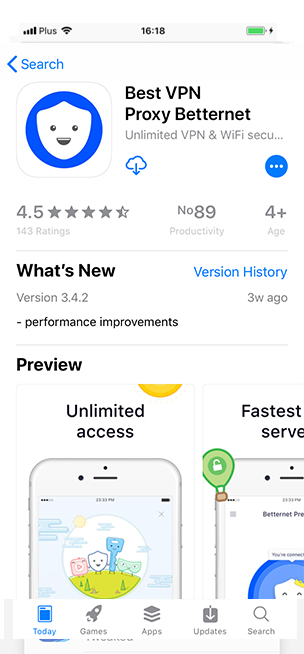 Plus 16:18
Search
Best VPN
Proxy Betternet
Unlimited VPN & WiFi secu...
4.5 No89 4+
143 Ratings Productivity Age
What's New Version History
Version 3.4.2 3w ago
- performance improvements
Preview
Unlimited
access
Fastest
serve
23:33 PM
23:33 PM
Betternet Pre
You're connect
Today Games Apps Updates Search